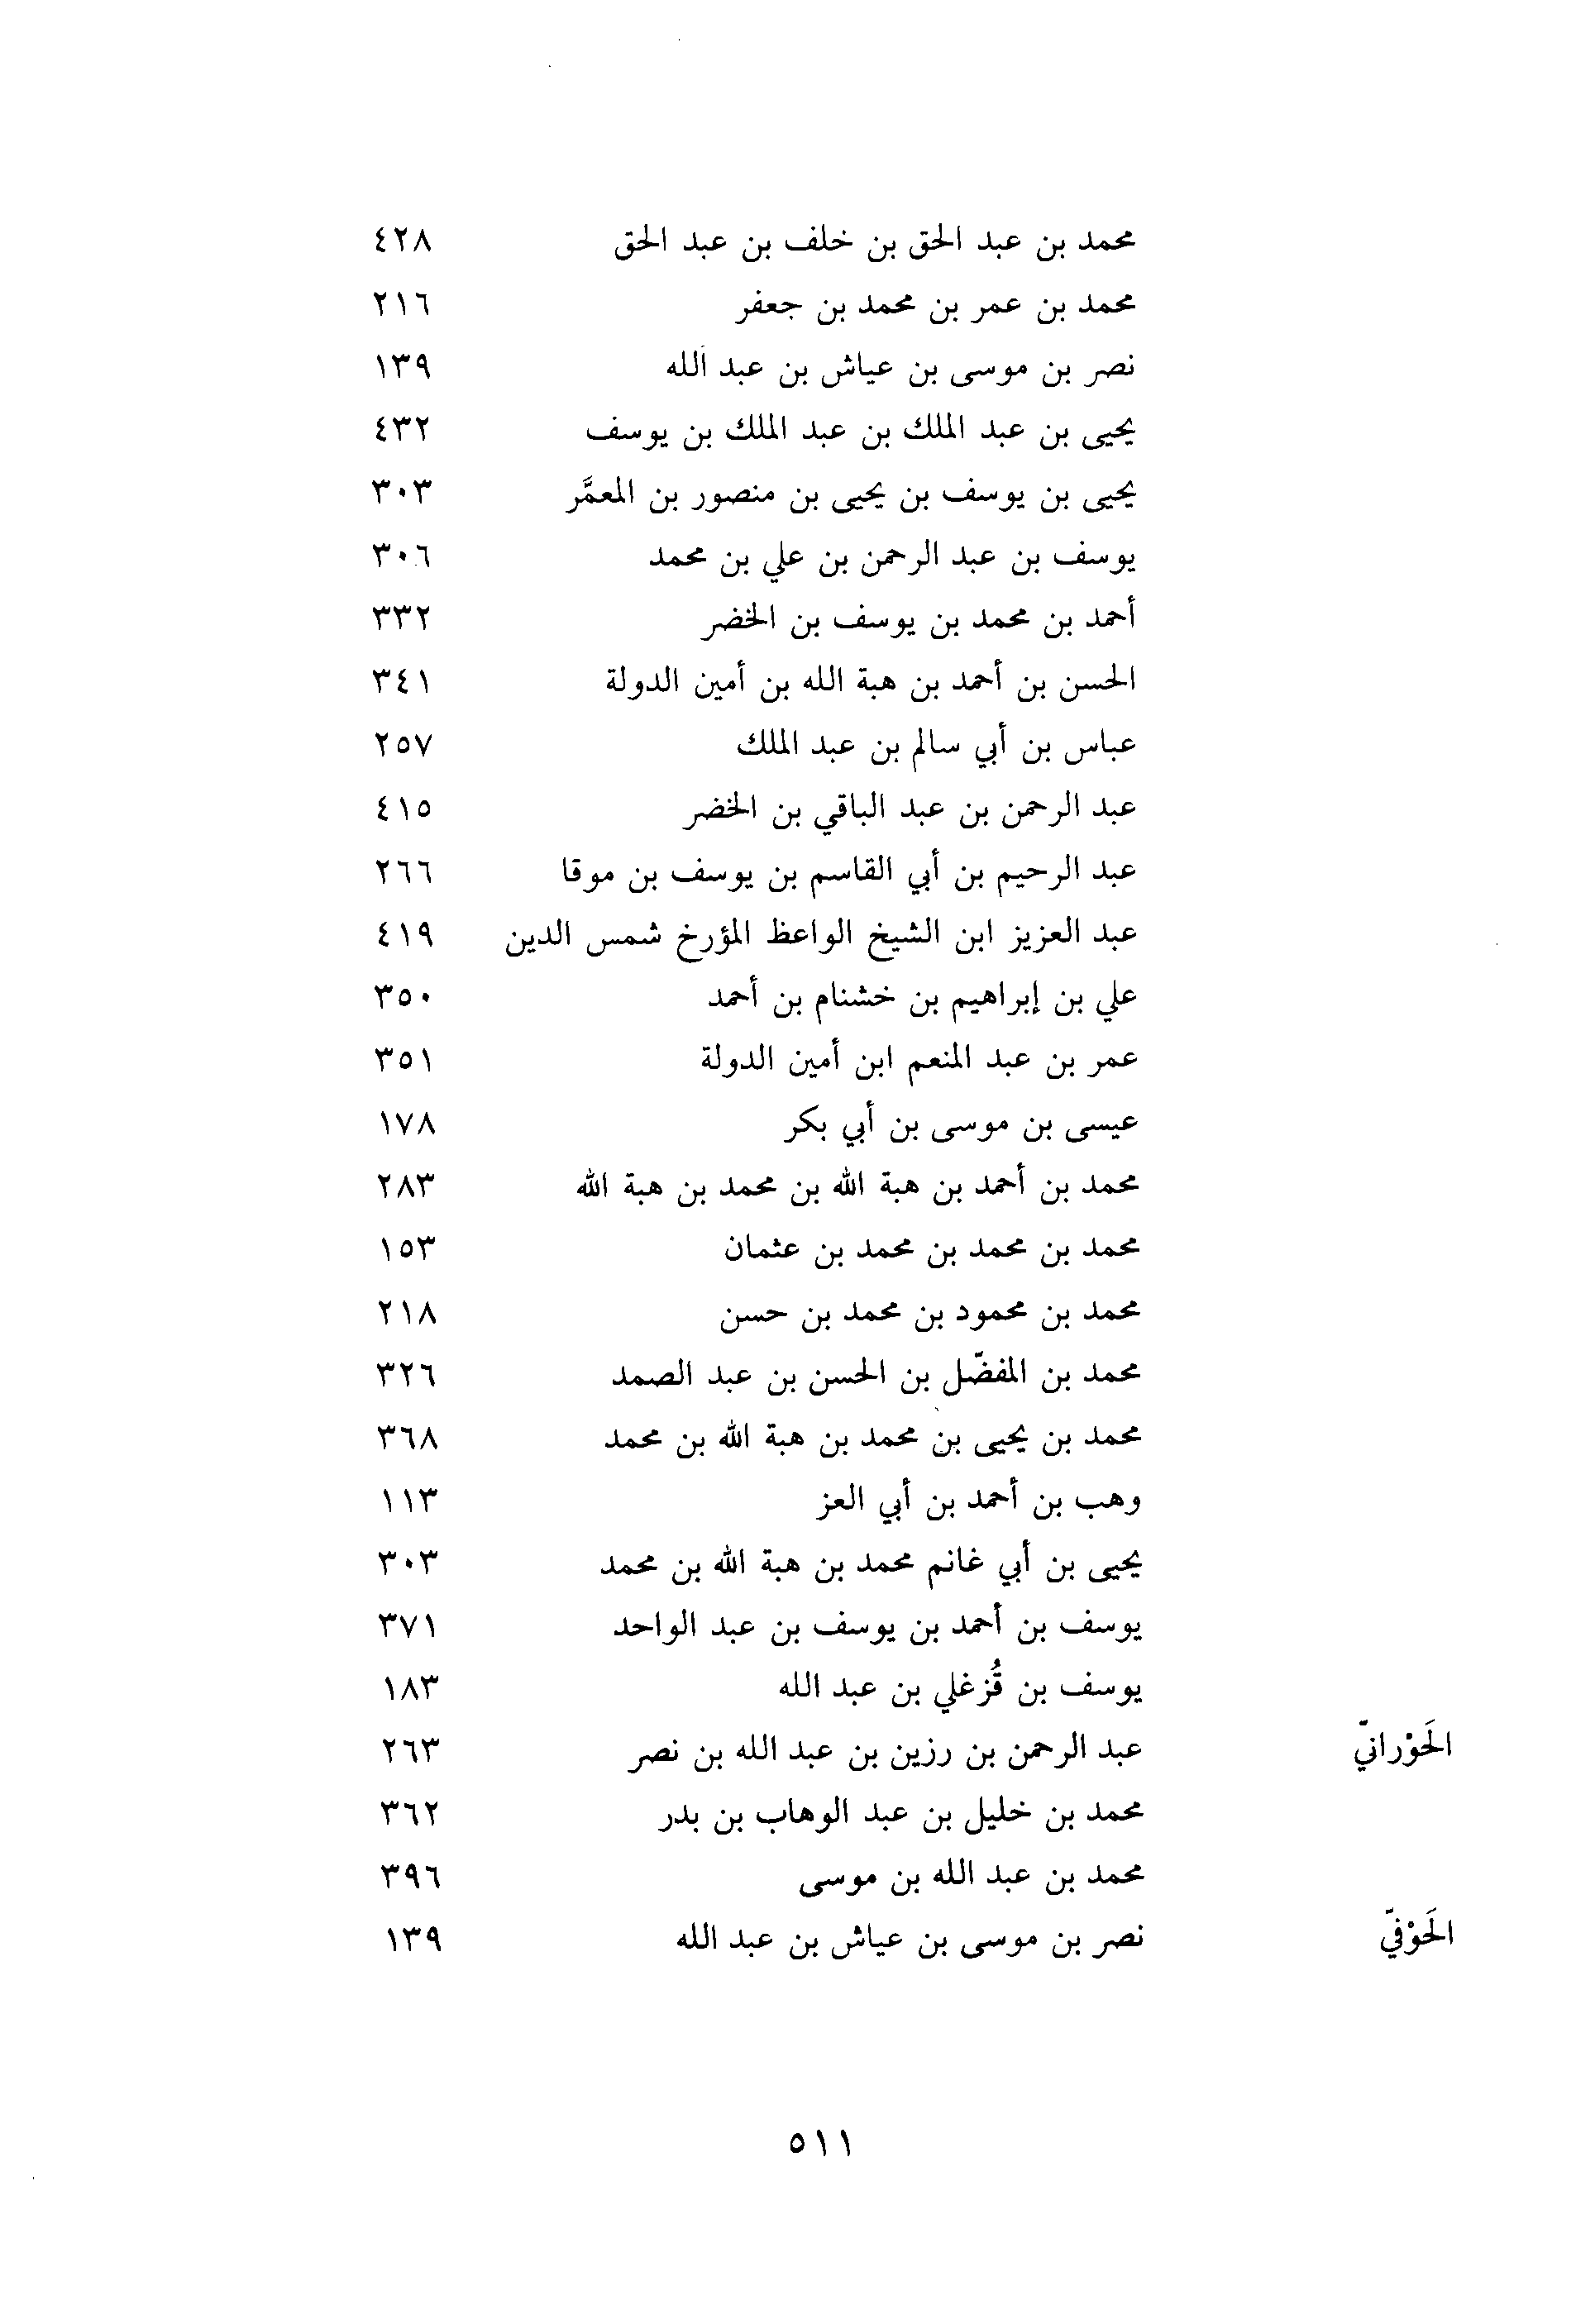 محمد بن عبد الحق بن خلف بن عبد الحق ٤٢٨
محمد بن عمر بن محمد بن جعفر ٢١٦
نصر بن موسى بن عياش بن عبد الله ١٣٩
يحيى بن عبد الملك بن عبد الملك بن يوسف ٤٣٢
يحيى بن يوسف بن يحيى بن منصور بن المعمَّر ٣٠٣
يوسف بن عبد الرحمن بن علي بن محمد ٣٠٦
أحمد بن محمد بن يوسف بن الخضر ٣٣٢
الحسن بن أحمد بن هبة الله بن أمين الدولة ٣٤١
عباس بن أبي سالم بن عبد الملك ٢٥٧
عبد الرحمن بن عبد الباقي بن الخضر ٤١٥
عبد الرحيم بن أبي القاسم بن يوسف بن موقا ٢٦٦
عبد العزيز ابن الشيخ الواعظ المؤرخ شمس الدين ٤١٩
علي بن إبراهيم بن خشنام بن أحمد ٣٥٠
عمر بن عبد المنعم ابن أمين الدولة ٣٥١
عيسى بن موسى بن أبي بكر ١٧٨
محمد بن أحمد بن هبة الله بن محمد بن هبة الله ٢٨٣
محمد بن محمد بن محمد بن عثمان ١٥٣
محمد بن محمود بن محمد بن حسن ٢١٨
محمد بن المفضّل بن الحسن بن عبد الصمد ٣٢٦
محمد بن يحيى بن محمد بن هبة الله بن محمد ٣٦٨
وهب بن أحمد بن أبي العز ١١٣
يحيى بن أبي غانم محمد بن هبة الله بن محمد ٣٠٣
يوسف بن أحمد بن يوسف بن عبد الواحد ٣٧١
يوسف بن قُزغلي بن عبد الله ١٨٣
الحَوْرانيّ عبد الرحمن بن رزين بن عبد الله بن نصر ٢٦٣
محمد بن خليل بن عبد الوهاب بن بدر ٣٦٢
محمد بن عبد الله بن موسى ٣٩٦
الحَوْفيّ نصر بن موسى بن عياش بن عبد الله ١٣٩
٥١١